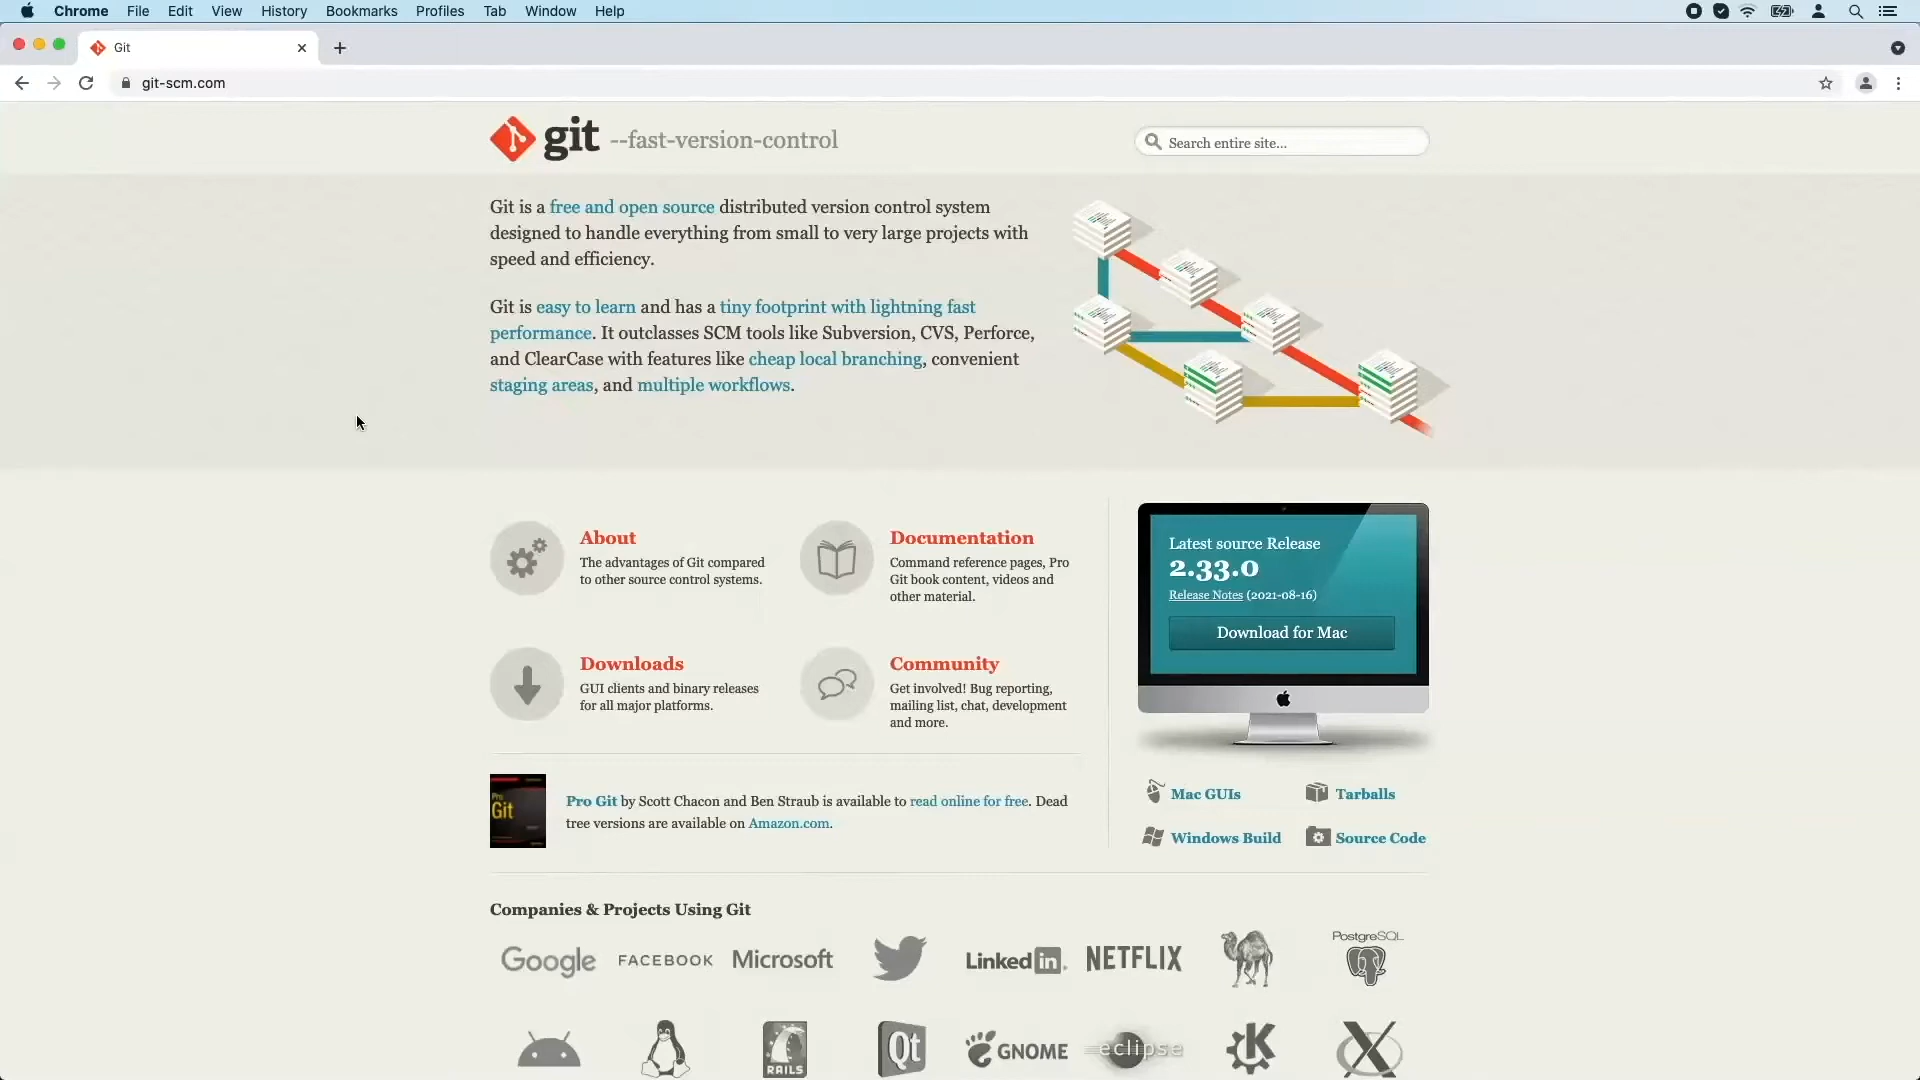 Chrome File Edit View History Bookmarks Profiles Tab Window Help
Git
git-scm.com
git --fast-version-control
Search entire site...
Git is a free and open source distributed version control system
designed to handle everything from small to very large projects with
speed and efficiency.
Git is easy to learn and has a tiny footprint with lightning fast
performance. It outclasses SCM tools like Subversion, CVS, Perforce,
and ClearCase with features like cheap local branching, convenient
staging areas, and multiple workflows.
About
The advantages of Git compared
to other source control systems.
Documentation
Command reference pages, Pro
Git book content, videos and
other material.
Downloads
GUI clients and binary releases
for all major platforms.
Community
Get involved! Bug reporting,
mailing list, chat, development
and more.
Latest source Release
2.33.0
Release Notes (2021-08-16)
Download for Mac
Pro
Git
Pro Git by Scott Chacon and Ben Straub is available to read online for free. Dead
tree versions are available on Amazon.com.
Mac GUIs
Tarballs
Windows Build
Source Code
Companies & Projects Using Git
Google FACEBOOK Microsoft LinkedIn NETFLIX PostgreSQL
RAILS Qt GNOME eclipse K X